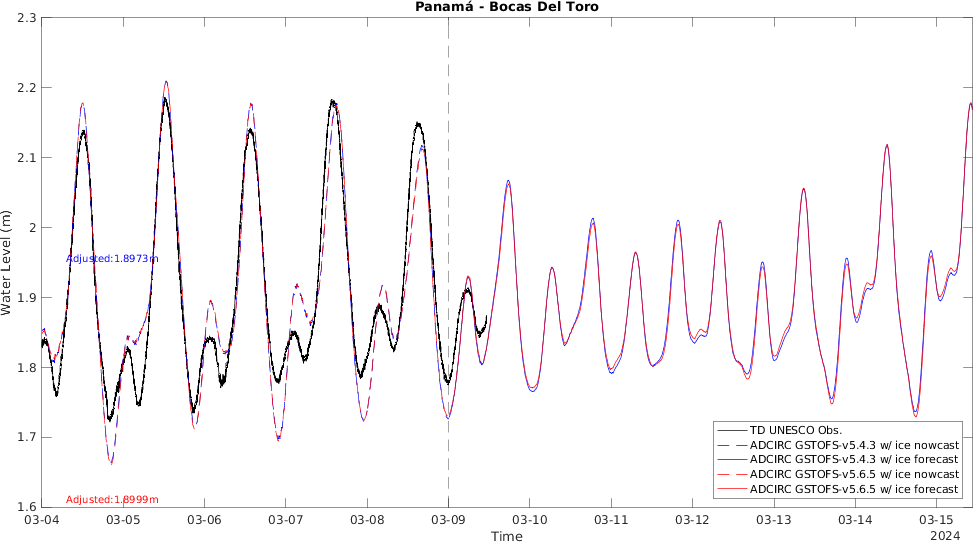 Panamá - Bocas Del Toro
2.3
2.2
2.1
2
1.9
1.8
1.7
1.6
Water Level (m)
Adjusted:1.8973m
Adjusted:1.8999m
TD UNESCO Obs.
ADCIRC GSTOFS-v5.4.3 w/ ice nowcast
ADCIRC GSTOFS-v5.4.3 w/ ice forecast
ADCIRC GSTOFS-v5.6.5 w/ ice nowcast
ADCIRC GSTOFS-v5.6.5 w/ ice forecast
03-04 03-05 03-06 03-07 03-08 03-09 03-10 03-11 03-12 03-13 03-14 03-15
Time
2024